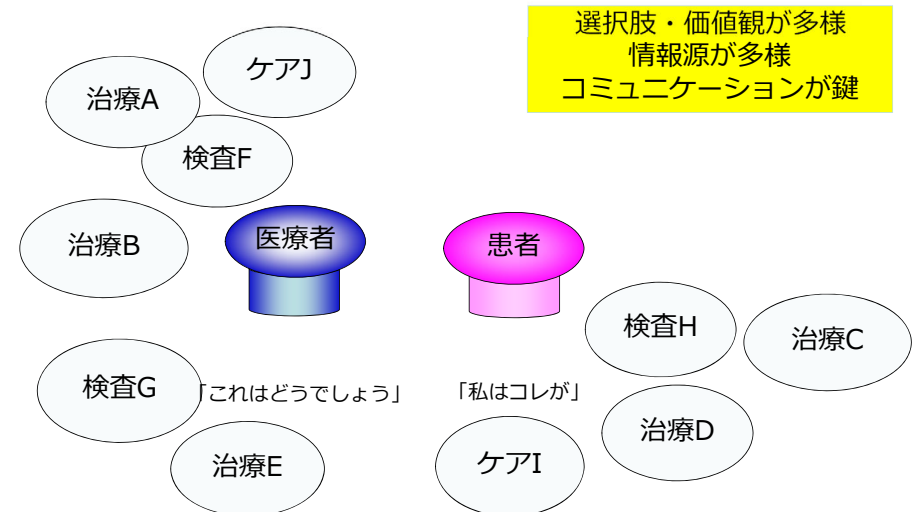 選択肢・価値観が多様
情報源が多様
コミュニケーションが鍵
ケアJ
治療A
検査F
治療B
医療者
患者
検査H
治療C
検査G
「これはどうでしょう」
「私はコレが」
治療D
治療E
ケアI